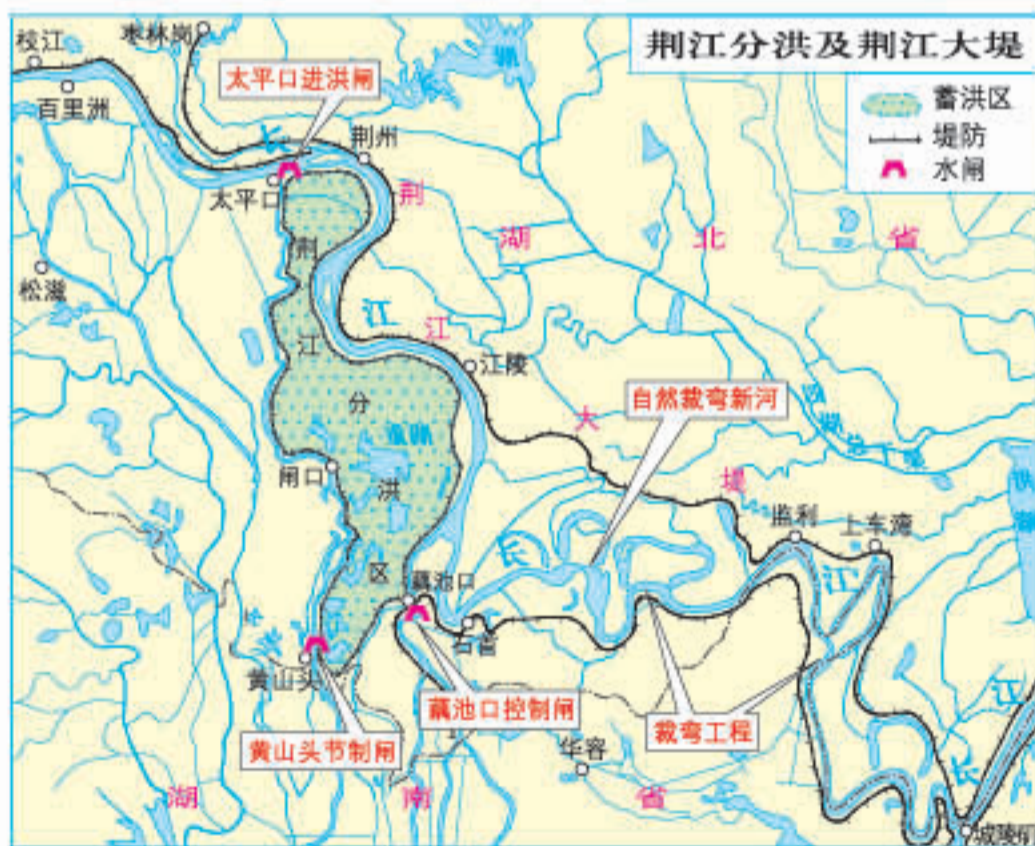 荆江分洪及荆江大堤
蓄洪区
堤防
水闸
枣林岗
枝江
百里洲
太平口进洪闸
长
荆州
太平口
荆
湖 北 省
松滋
荆
江
江
江陵
江
分
洪
区
大
堤
自然裁弯新河
闸口
监利
上车湾
长
江
藕池口
石首
黄山头
藕池口控制闸
裁弯工程
黄山头节制闸
华容
湖 南 省
长
江
城陵矶